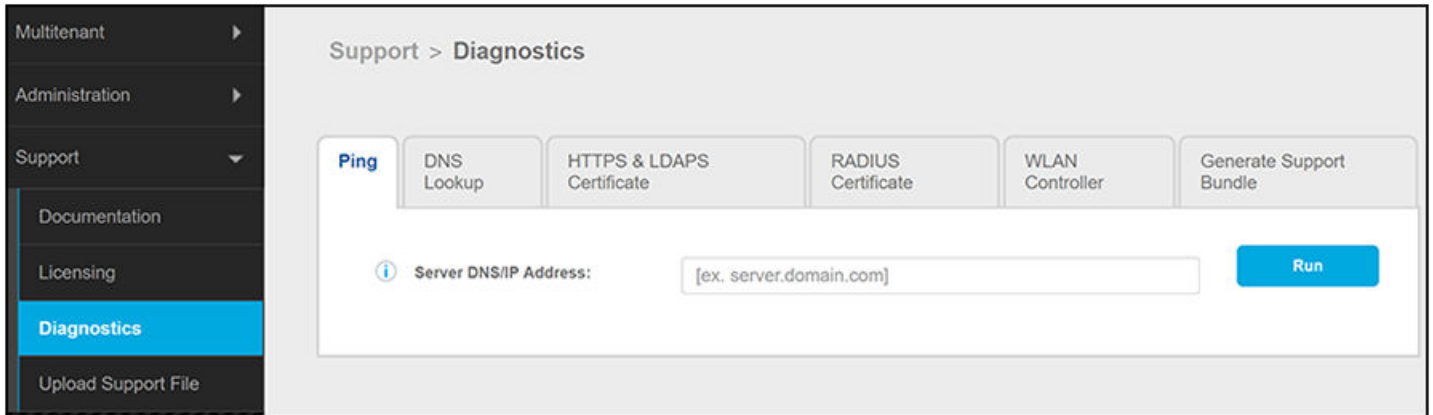 Multitenant
Administration
Support
Documentation
Licensing
Diagnostics
Upload Support File
Support > Diagnostics
Ping
DNS
Lookup
HTTPS & LDAPS
Certificate
RADIUS
Certificate
WLAN
Controller
Generate Support
Bundle
Server DNS/IP Address:
[ex. server.domain.com]
Run